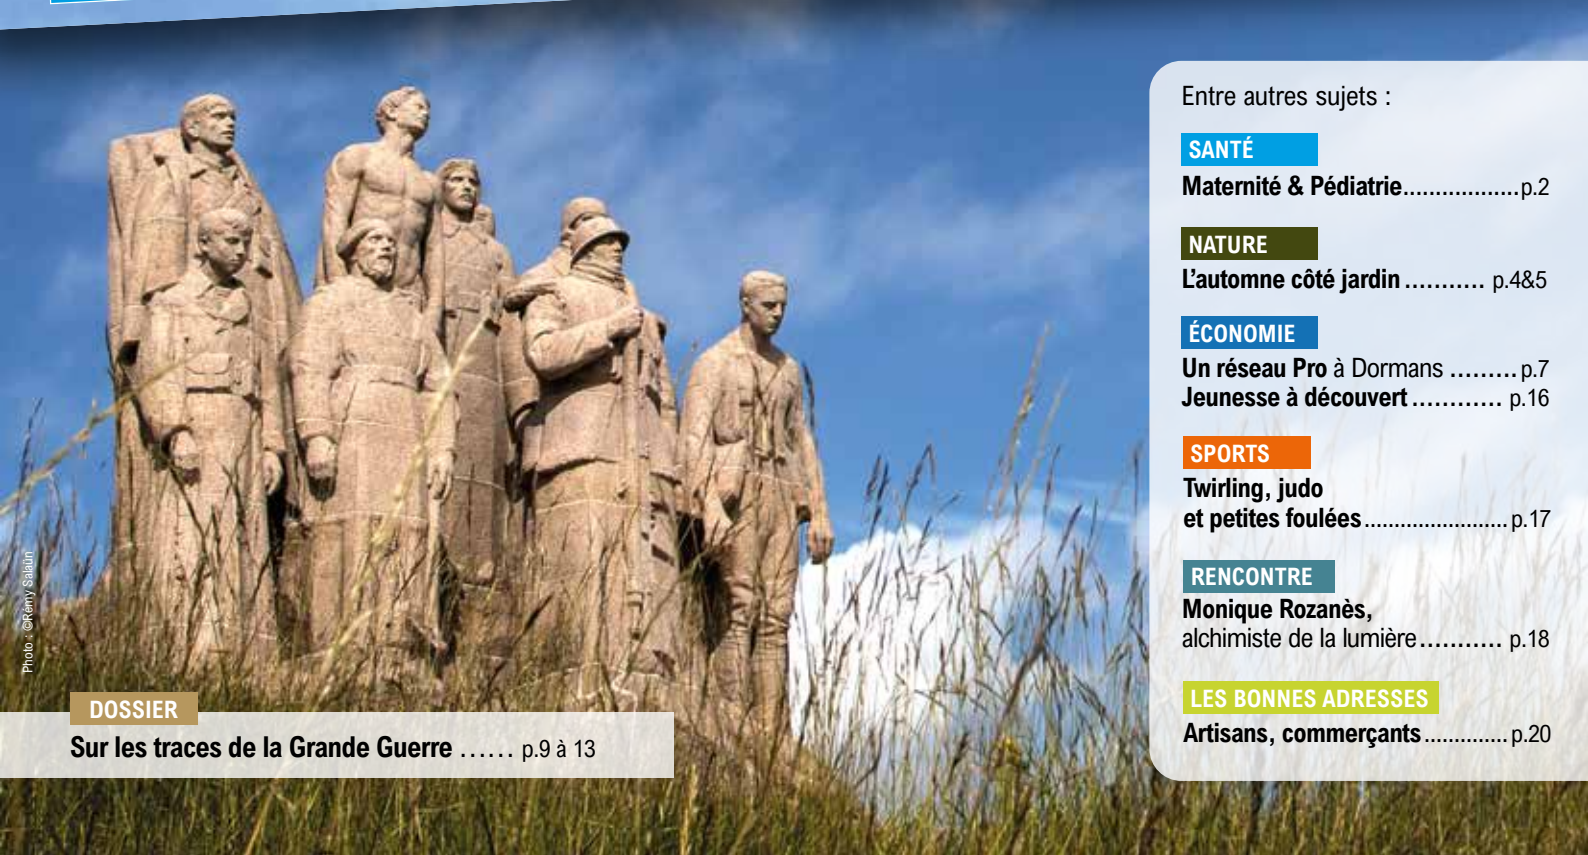 Entre autres sujets :
SANTÉ
Maternité & Pédiatrie..................p.2
NATURE
L'automne côté jardin ........... p.4&5
ÉCONOMIE
Un réseau Pro à Dormans .........p.7
Jeunesse à découvert ............ p.16
SPORTS
Twirling, judo
et petites foulées........................p.17
RENCONTRE
Monique Rozanès,
alchimiste de la lumière........... p.18
LES BONNES ADRESSES
Artisans, commerçants..............p.20
Photo : ©Rémy Salaün
DOSSIER
Sur les traces de la Grande Guerre ...... p.9 à 13